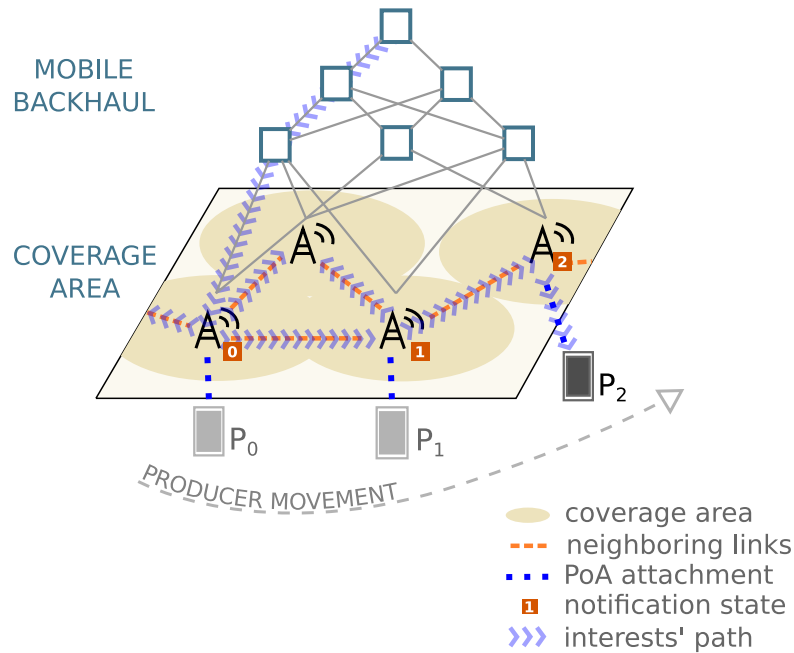 MOBILE
BACKHAUL
COVERAGE
AREA
2
0
1
P2
P0
P1
PRODUCER MOVEMENT
coverage area
neighboring links
PoA attachment
1 notification state
interests' path